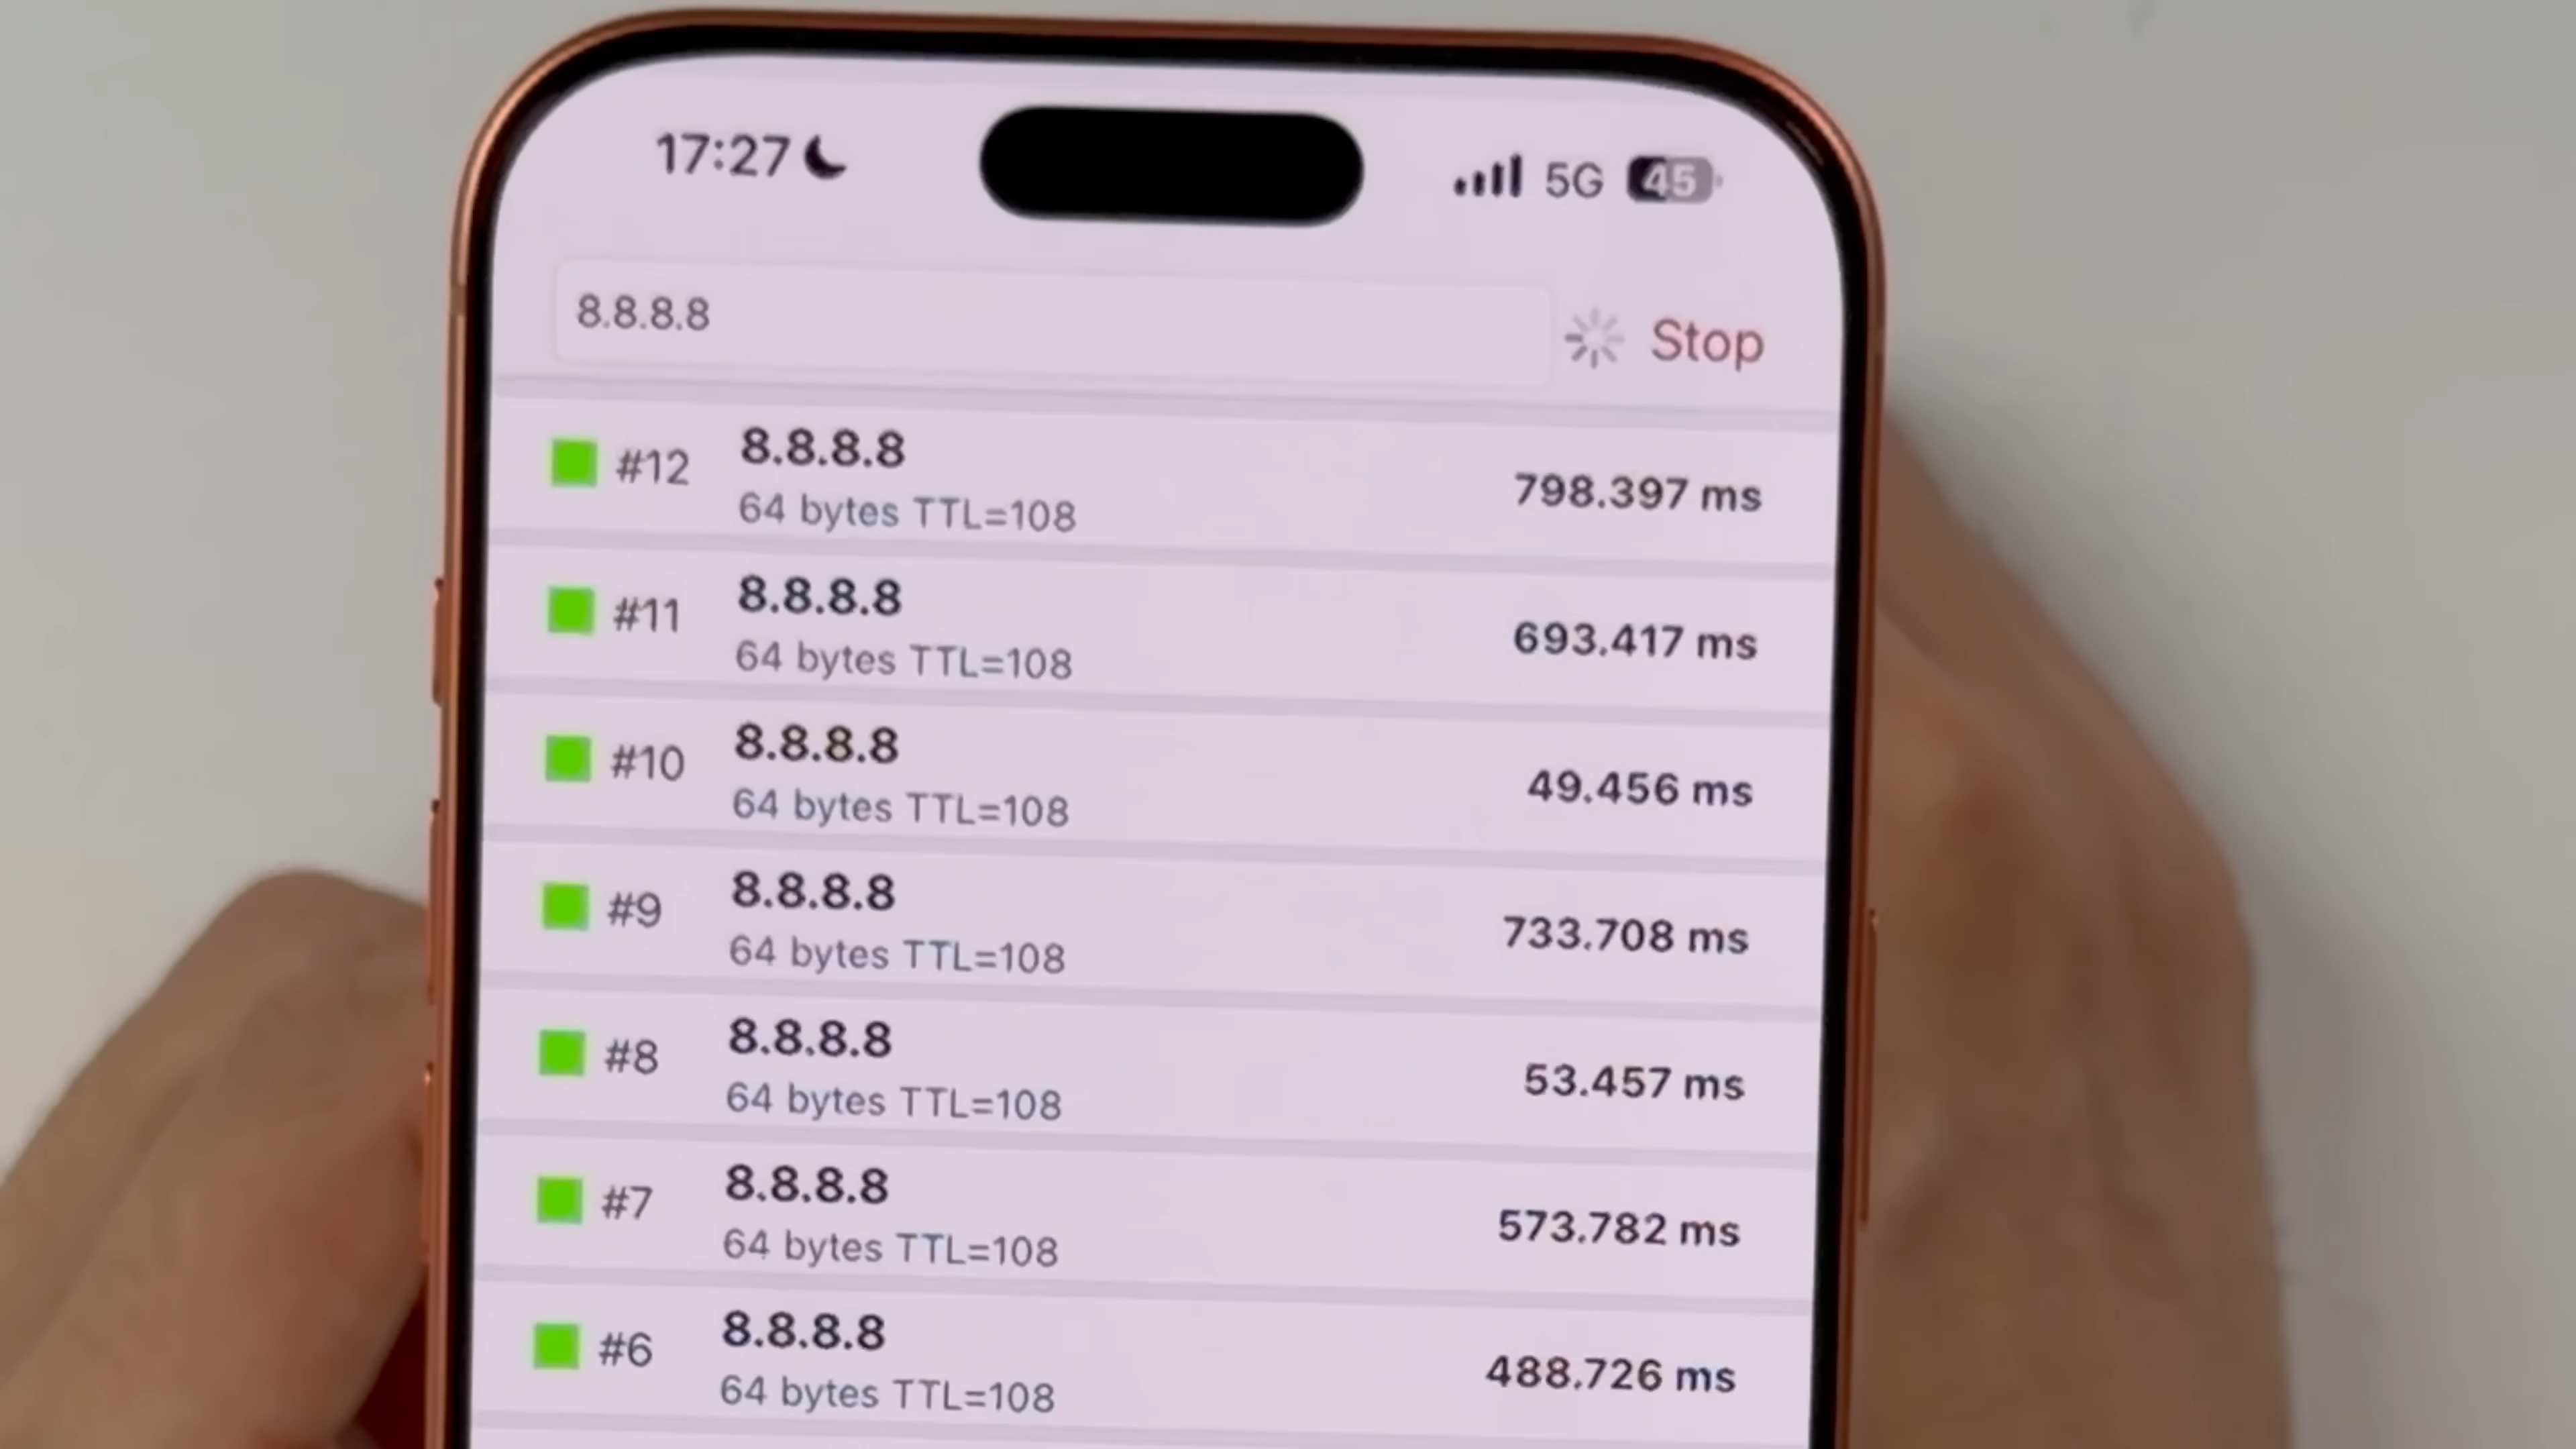 17:27
5G 45
8.8.8.8
Stop
#12 8.8.8.8 798.397 ms
64 bytes TTL=108
#11 8.8.8.8 693.417 ms
64 bytes TTL=108
#10 8.8.8.8 49.456 ms
64 bytes TTL=108
#9 8.8.8.8 733.708 ms
64 bytes TTL=108
#8 8.8.8.8 53.457 ms
64 bytes TTL=108
#7 8.8.8.8 573.782 ms
64 bytes TTL=108
#6 8.8.8.8 488.726 ms
64 bytes TTL=108